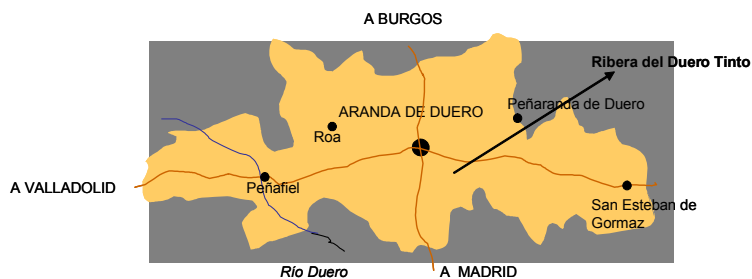 A BURGOS
Ribera del Duero Tinto
ARANDA DE DUERO
Peñaranda de Duero
Roa
A VALLADOLID
Peñafiel
San Esteban de
Gormaz
Río Duero
A MADRID